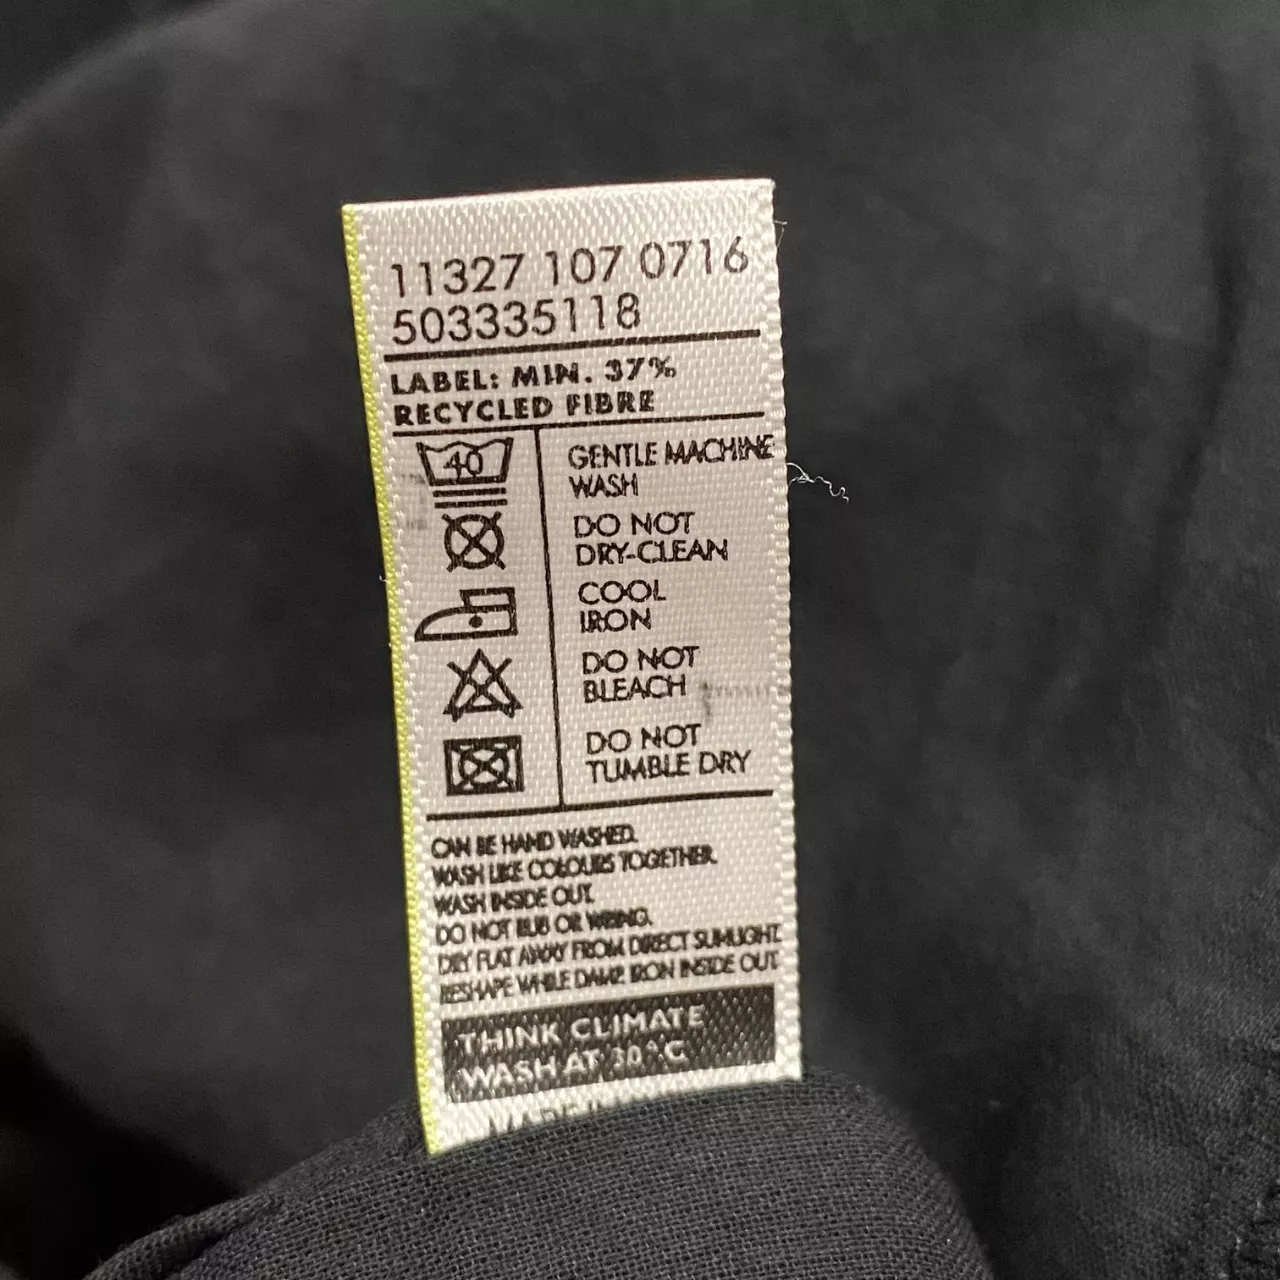 11327 107 0716
503335118
LABEL: MIN. 37%
RECYCLED FIBRE
40
GENTLE MACHINE
WASH
DO NOT
DRY-CLEAN
COOL
IRON
DO NOT
BLEACH
DO NOT
TUMBLE DRY
CAN BE HAND WASHED.
WASH LIKE COLOURS TOGETHER.
WASH INSIDE OUT.
DO NOT RUB OR WRING.
DRY FLAT AWAY FROM DIRECT SUNLIGHT.
RESHAPE WHILE DAMP. IRON INSIDE OUT.
THINK CLIMATE
WASH AT 30°C
MADE IN